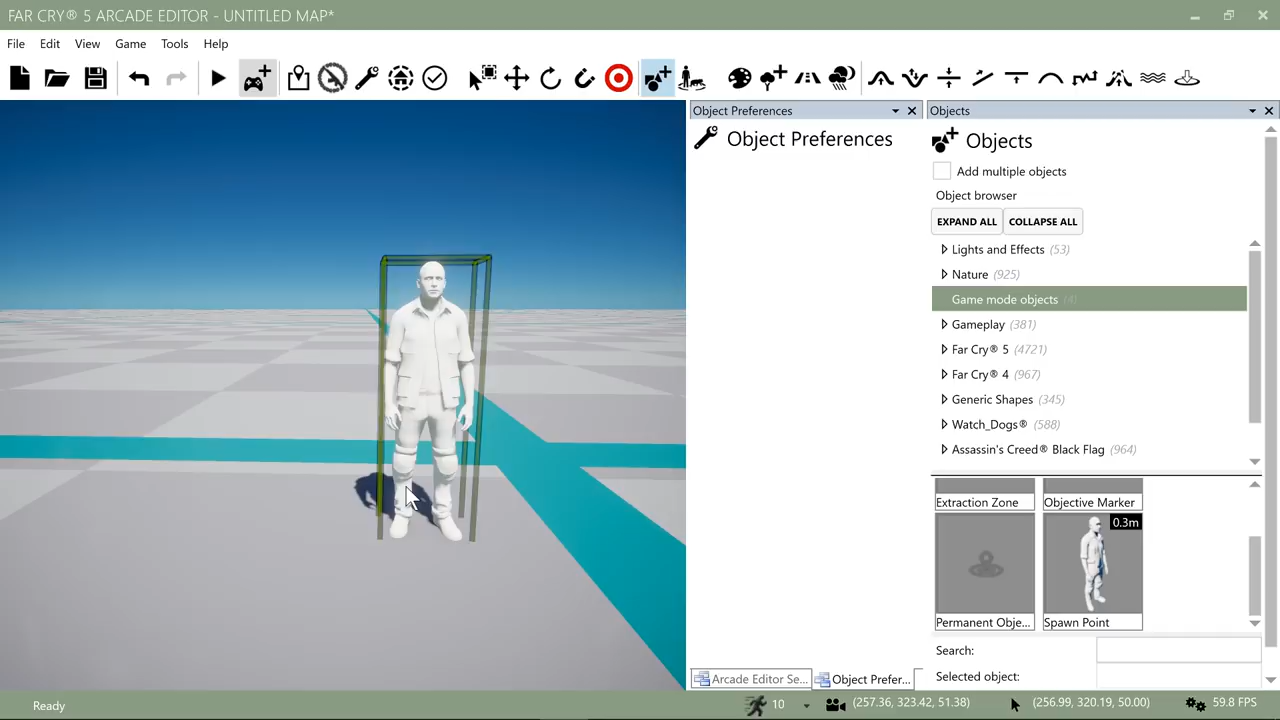 FAR CRY® 5 ARCADE EDITOR - UNTITLED MAP*
File Edit View Game Tools Help
Object Preferences
Objects
Object Preferences
Objects
Add multiple objects
Object browser
EXPAND ALL COLLAPSE ALL
Lights and Effects (53)
Nature (925)
Game mode objects (4)
Gameplay (381)
Far Cry® 5 (4721)
Far Cry® 4 (967)
Generic Shapes (345)
Watch_Dogs® (588)
Assassin's Creed® Black Flag (964)
Extraction Zone Objective Marker
0.3m
Permanent Obje... Spawn Point
Search:
Selected object:
Arcade Editor Se... Object Prefer...
Ready 10 (257.36, 323.42, 51.38) (256.99, 320.19, 50.00) 59.8 FPS